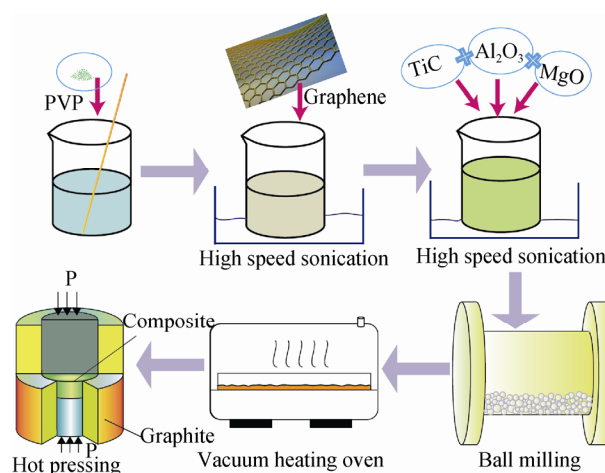 PVP
Graphene
TiC
Al₂O₃
MgO
High speed sonication
High speed sonication
P
Composite
Graphite
P
Hot pressing
Vacuum heating oven
Ball milling